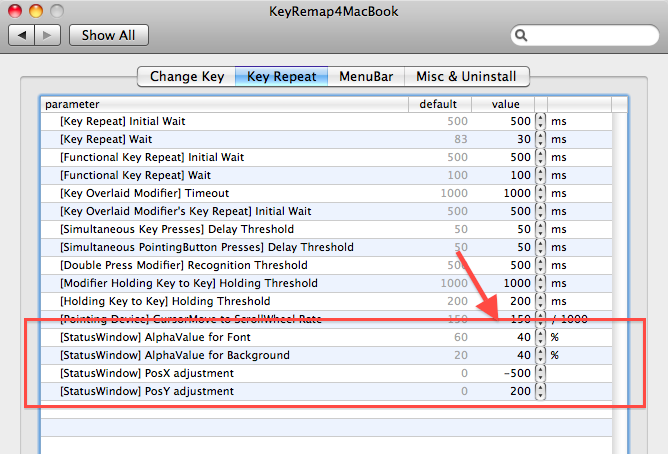 KeyRemap4MacBook
Show All
Change Key Key Repeat MenuBar Misc & Uninstall
parameter default value
[Key Repeat] Initial Wait 500 500 ms
[Key Repeat] Wait 83 30 ms
[Functional Key Repeat] Initial Wait 500 500 ms
[Functional Key Repeat] Wait 100 100 ms
[Key Overlaid Modifier] Timeout 1000 1000 ms
[Key Overlaid Modifier's Key Repeat] Initial Wait 500 500 ms
[Simultaneous Key Presses] Delay Threshold 50 50 ms
[Simultaneous PointingButton Presses] Delay Threshold 50 50 ms
[Double Press Modifier] Recognition Threshold 500 500 ms
[Modifier Holding Key to Key] Holding Threshold 1000 1000 ms
[Holding Key to Key] Holding Threshold 200 200 ms
[Pointing Device] CursorMove to ScrollWheel Rate 150 150 / 1000
[StatusWindow] AlphaValue for Font 60 40 %
[StatusWindow] AlphaValue for Background 20 40 %
[StatusWindow] PosX adjustment 0 -500
[StatusWindow] PosY adjustment 0 200